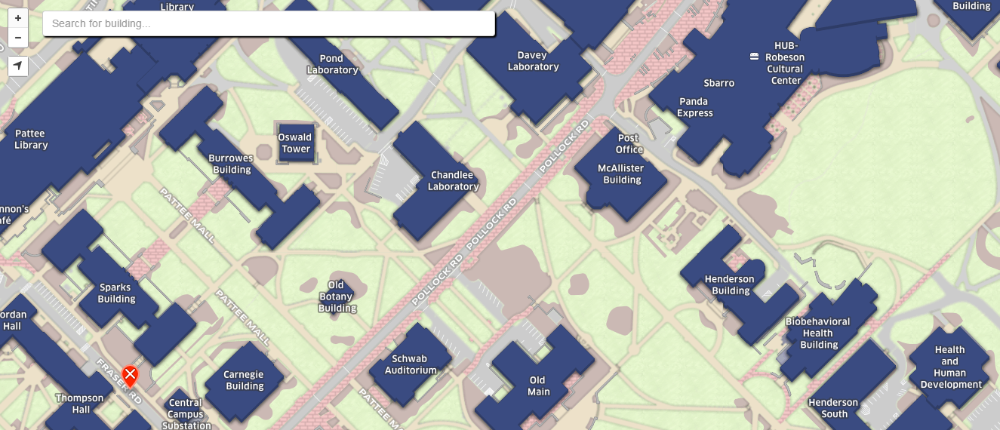 Library
Building
+
−
Search for building...
Pond
Laboratory
Davey
Laboratory
HUB-
Robeson
Cultural
Center
Sbarro
Panda
Express
Pattee
Library
Oswald
Tower
Burrowes
Building
Chandlee
Laboratory
Post
Office
McAllister
Building
POLLOCK RD
POLLOCK RD
POLLOCK RD
PATTEE MALL
PATTEE MALL
PATTEE MALL
nnon's
afé
Sparks
Building
Old
Botany
Building
Henderson
Building
Biobehavioral
Health
Building
ordan
Hall
Carnegie
Building
Schwab
Auditorium
Old
Main
Health
and
Human
Development
FRASER RD
Thompson
Hall
Central
Campus
Substation
Henderson
South